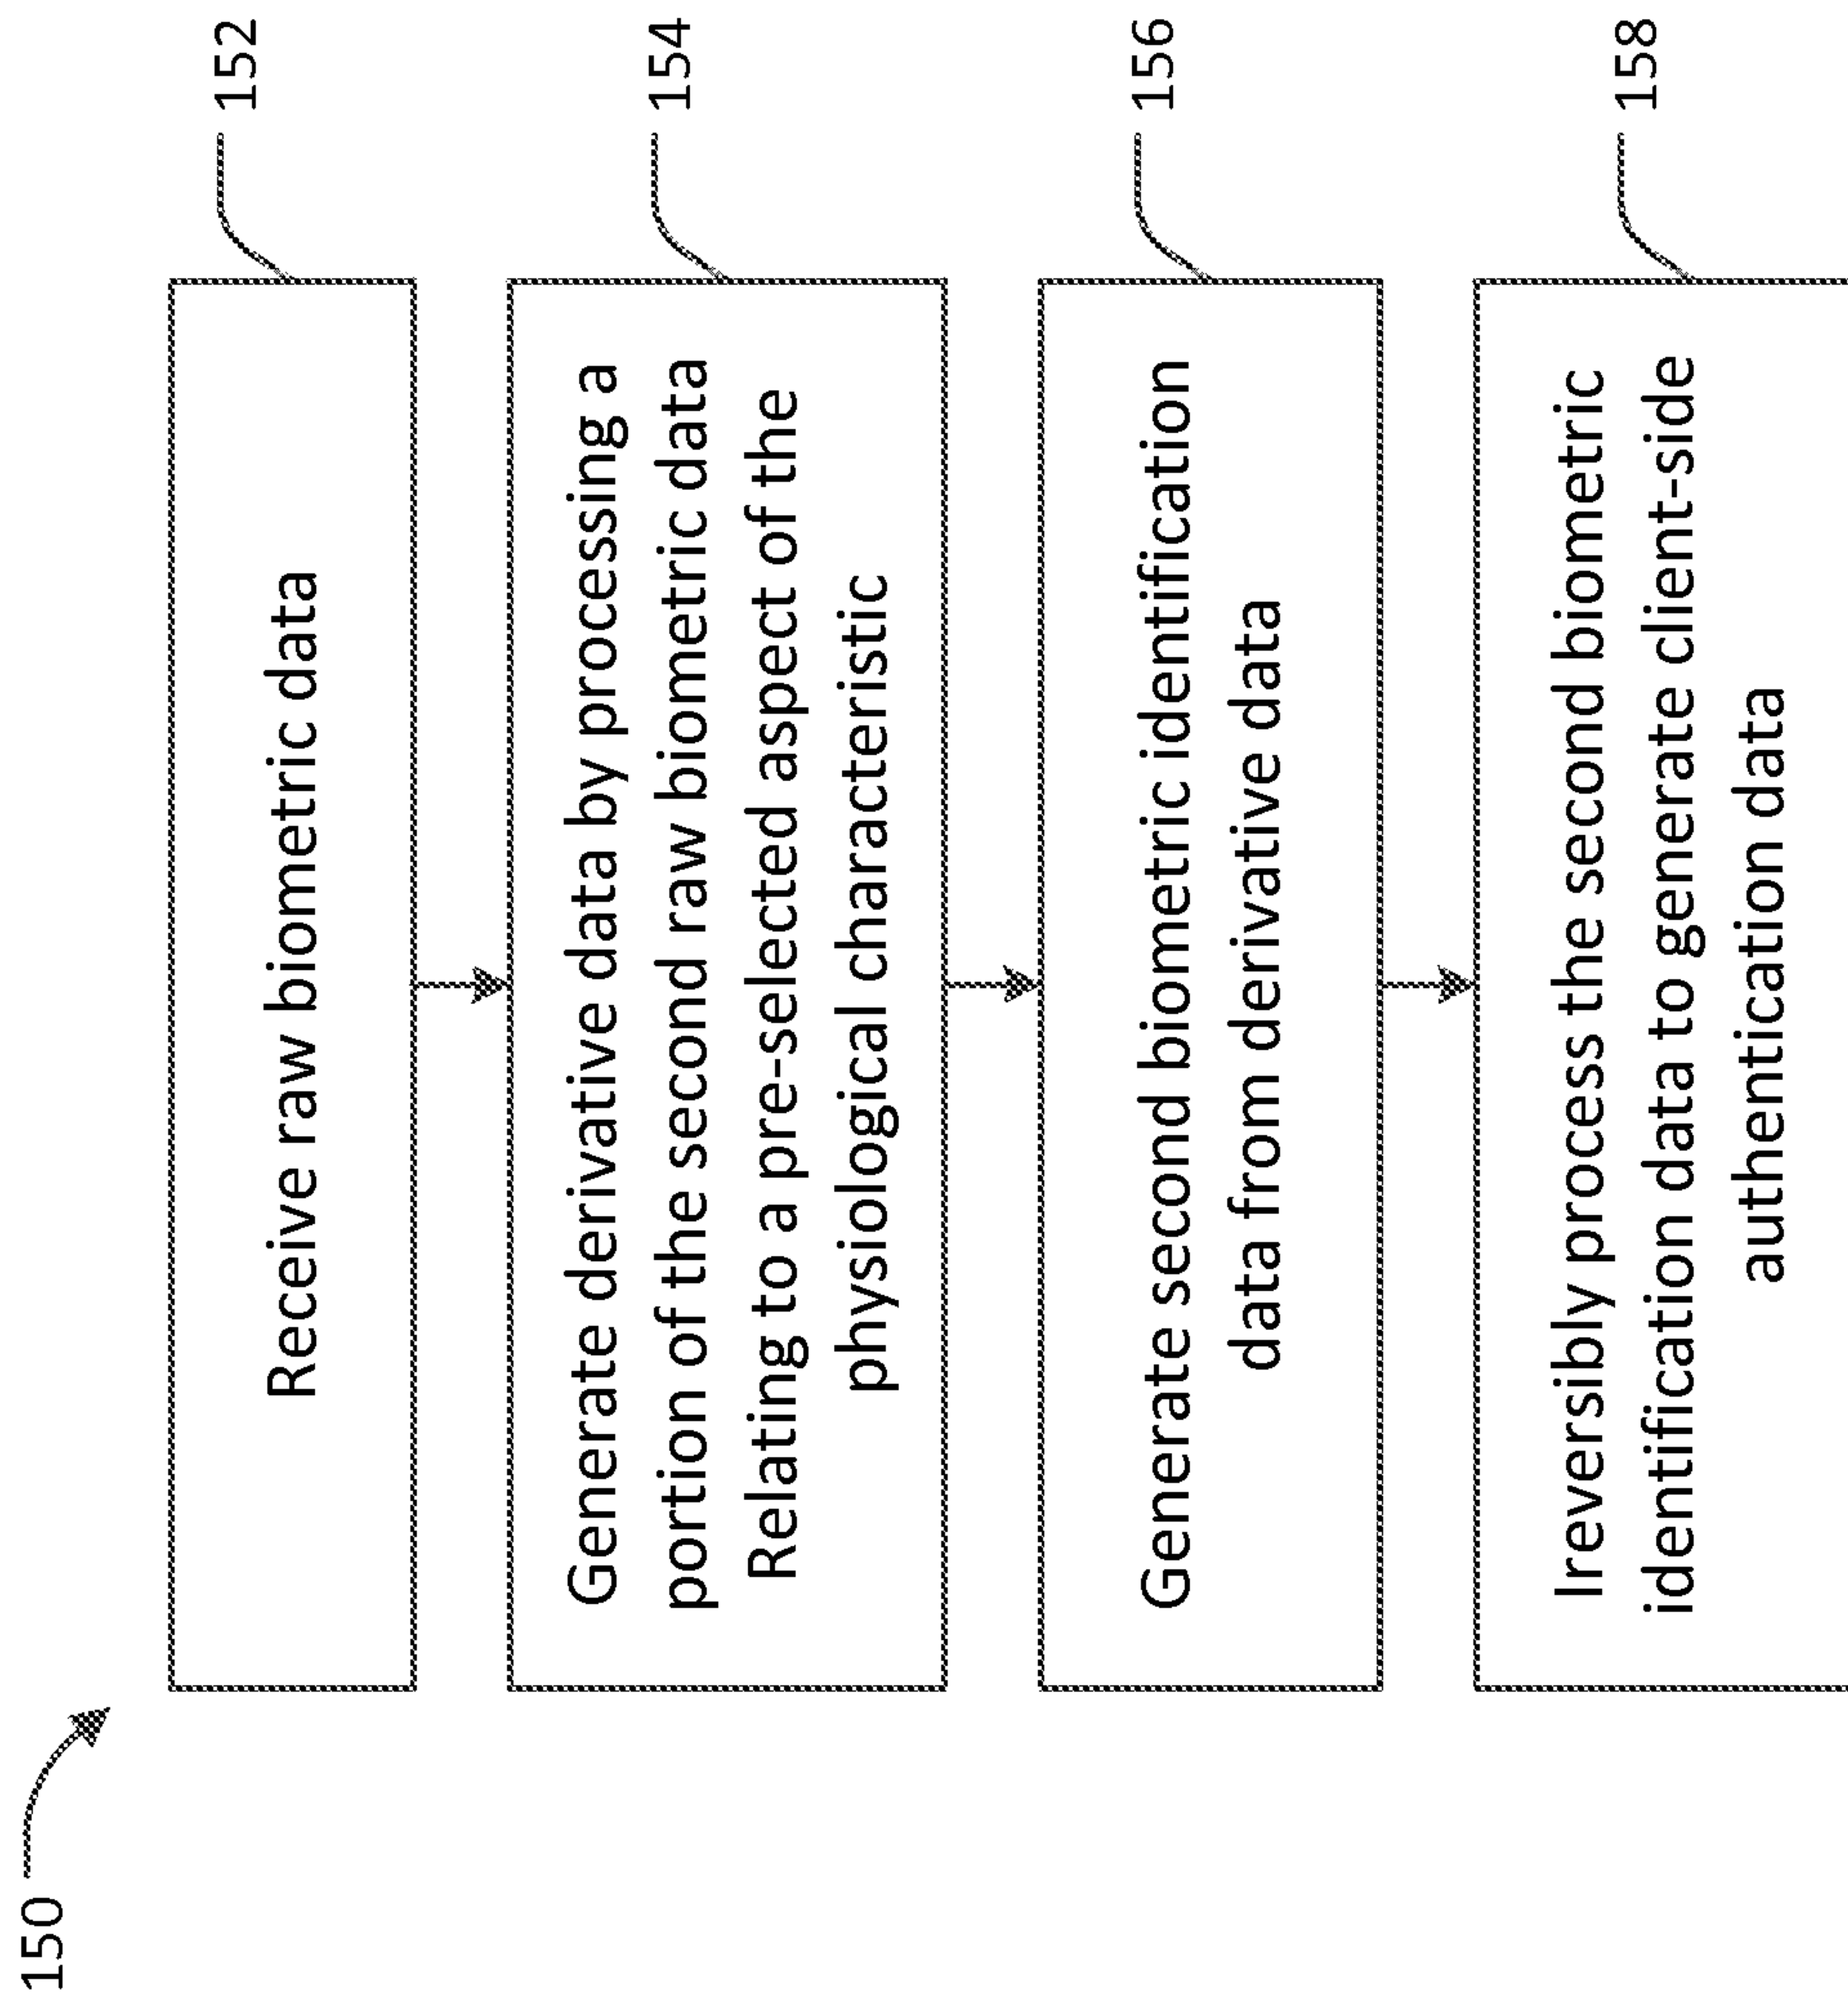 150
152
Receive raw biometric data
154
Generate derivative data by processing a
portion of the second raw biometric data
Relating to a pre-selected aspect of the
physiological characteristic
156
Generate second biometric identification
data from derivative data
158
Ireversibly process the second biometric
identification data to generate client-side
authentication data